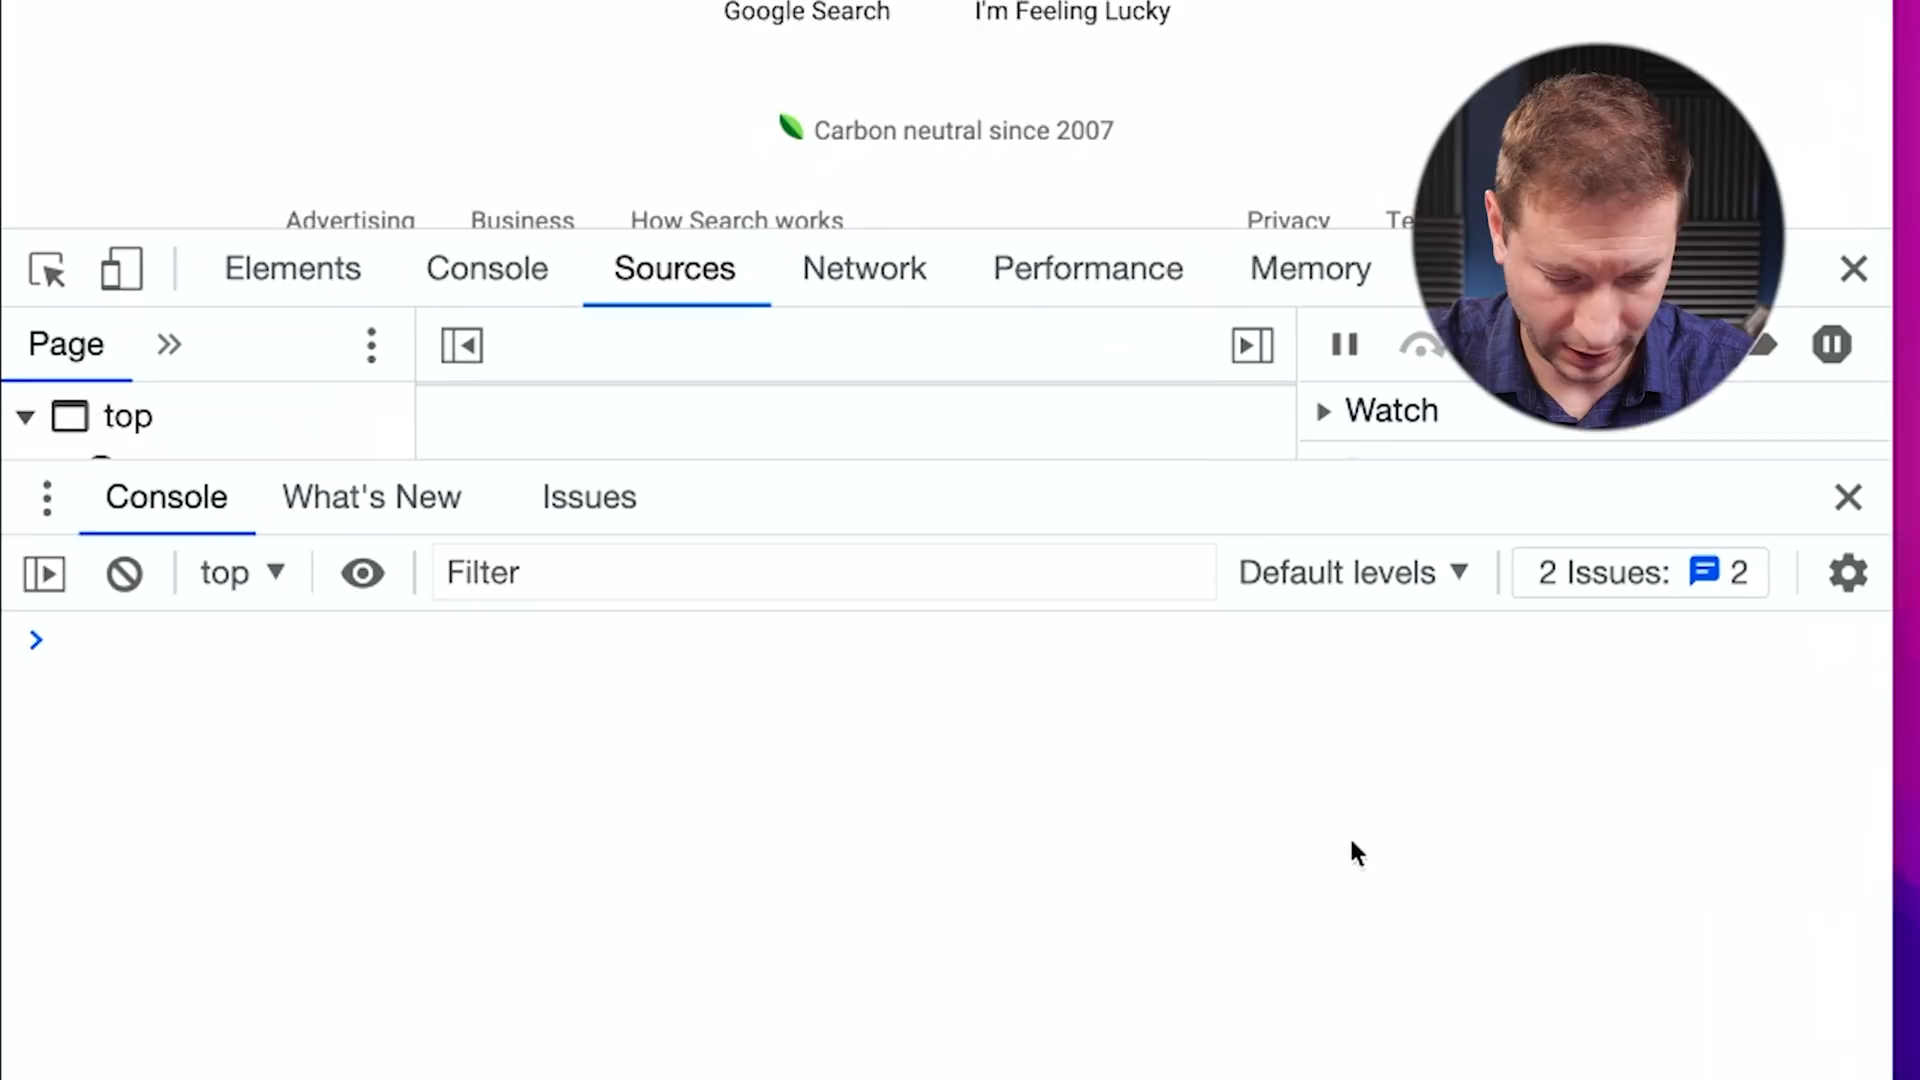 Google Search I'm Feeling Lucky
Carbon neutral since 2007
Advertising Business How Search works Privacy
Elements Console Sources Network Performance Memory
Page
top
Watch
Console What's New Issues
top Filter Default levels 2 Issues: 2